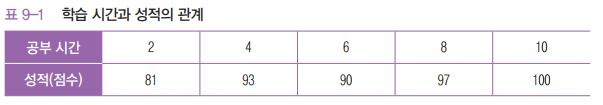 표 9-1 학습 시간과 성적의 관계
공부 시간 2 4 6 8 10
성적(점수) 81 93 90 97 100